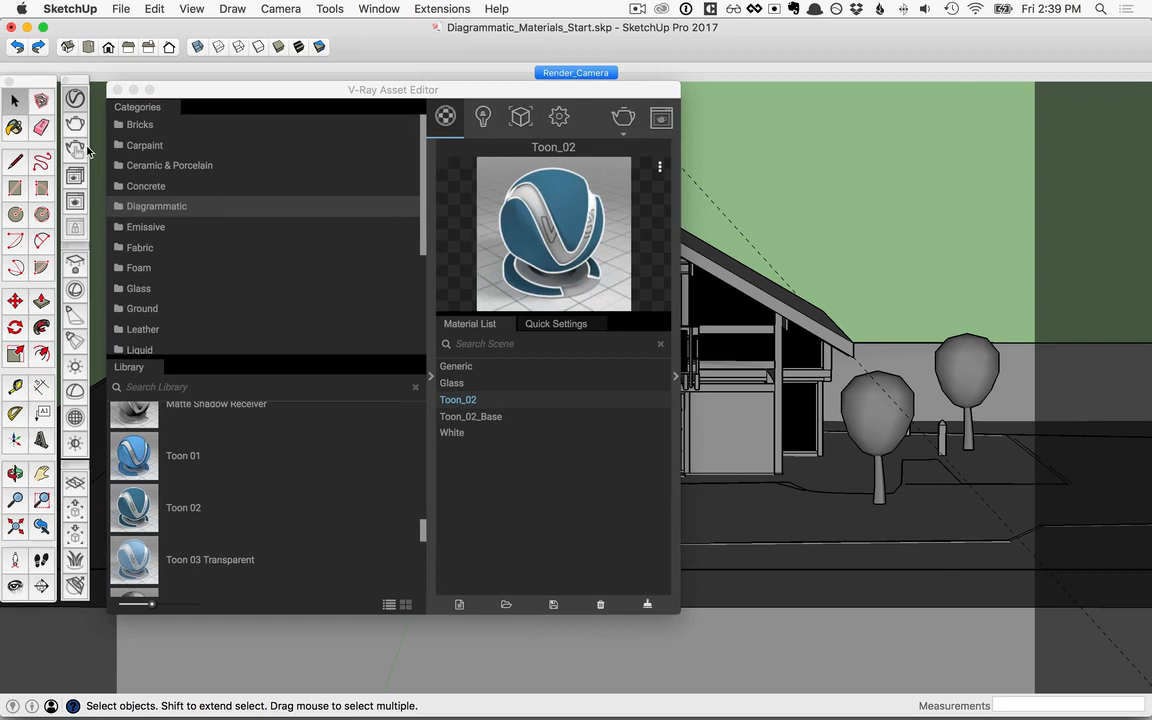 SketchUp File Edit View Draw Camera Tools Window Extensions Help Fri 2:39 PM
Diagrammatic_Materials_Start.skp - SketchUp Pro 2017
Render_Camera
V-Ray Asset Editor
Categories
Bricks
Carpaint
Ceramic & Porcelain
Concrete
Diagrammatic
Emissive
Fabric
Foam
Glass
Ground
Leather
Liquid
Library
Search Library
Matte Shadow Receiver
Toon 01
Toon 02
Toon 03 Transparent
Toon_02
Material List Quick Settings
Search Scene
Generic
Glass
Toon_02
Toon_02_Base
White
Select objects. Shift to extend select. Drag mouse to select multiple.
Measurements